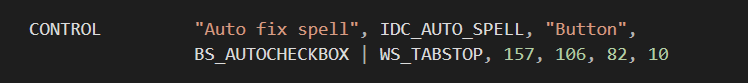 CONTROL "Auto fix spell", IDC_AUTO_SPELL, "Button",
BS_AUTOCHECKBOX | WS_TABSTOP, 157, 106, 82, 10